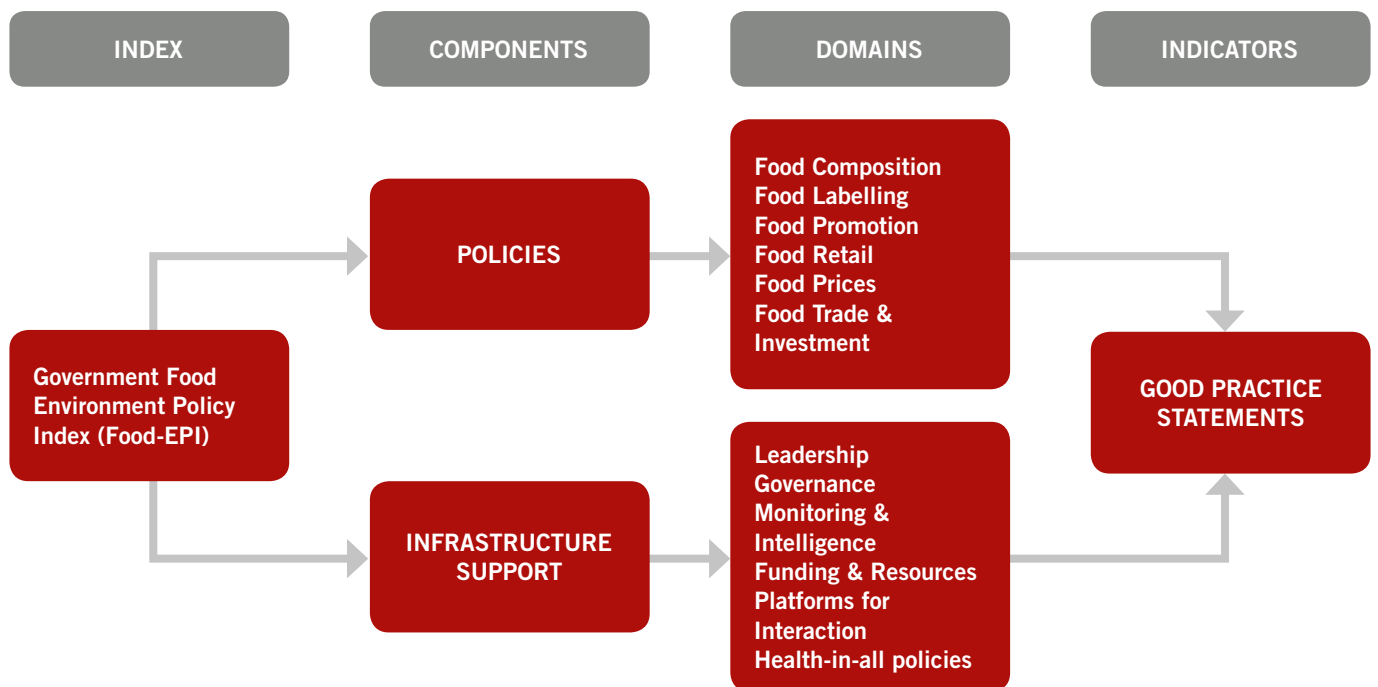 INDEX
COMPONENTS
DOMAINS
INDICATORS
Government Food
Environment Policy
Index (Food-EPI)
POLICIES
INFRASTRUCTURE
SUPPORT
Food Composition
Food Labelling
Food Promotion
Food Retail
Food Prices
Food Trade &
Investment
Leadership
Governance
Monitoring &
Intelligence
Funding & Resources
Platforms for
Interaction
Health-in-all policies
GOOD PRACTICE
STATEMENTS